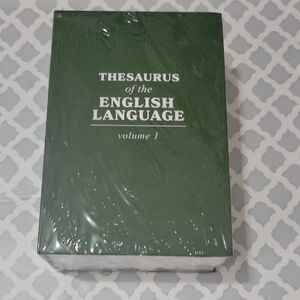 THESAURUS
of the
ENGLISH
LANGUAGE
volume 1